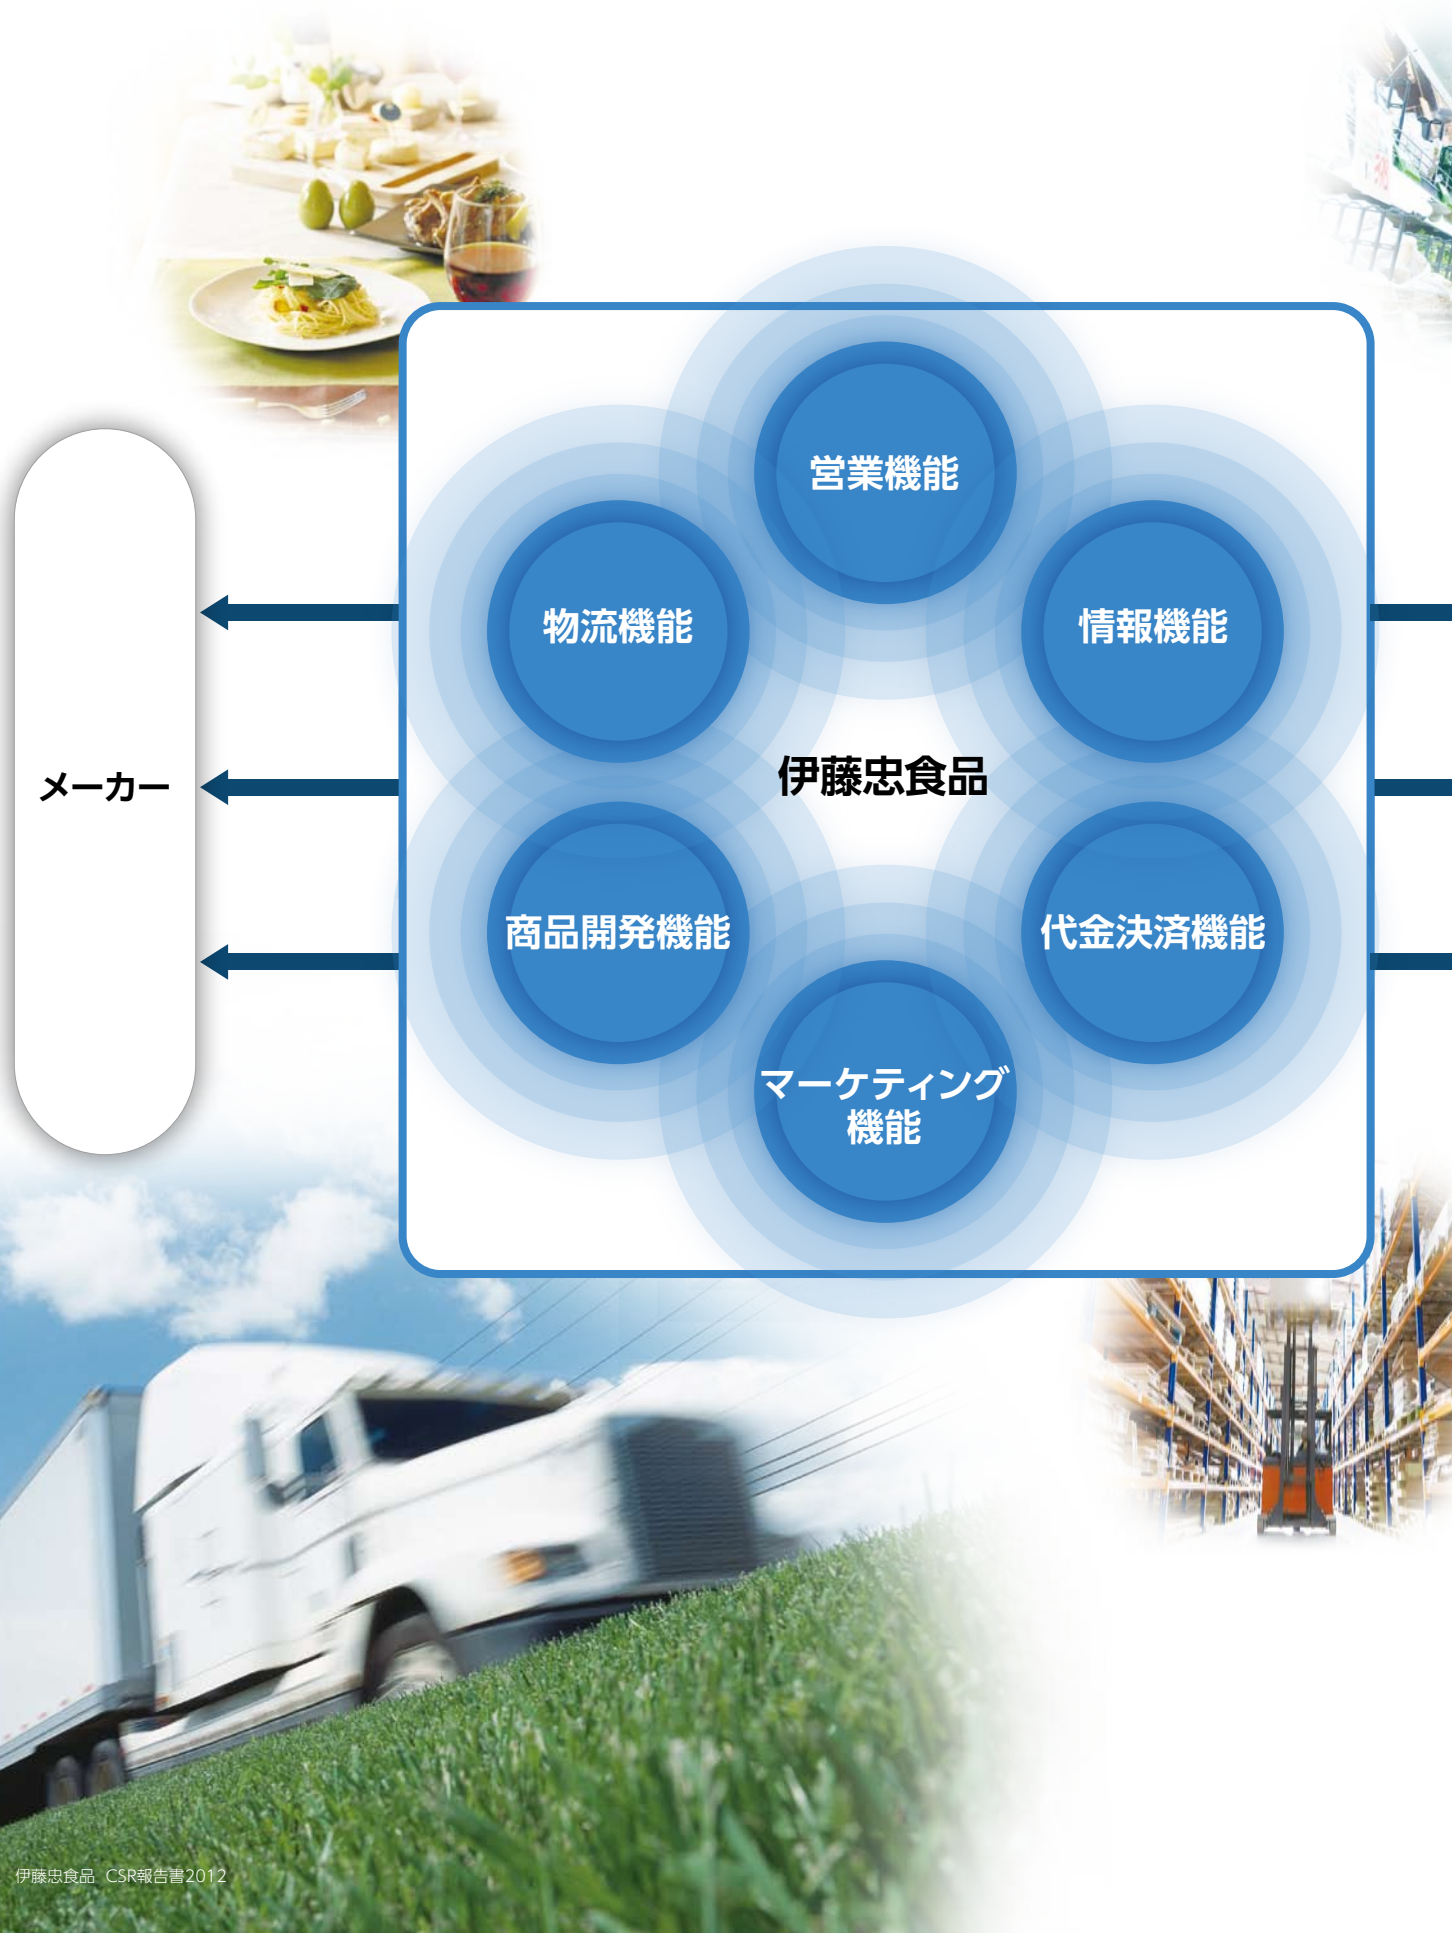 営業機能
物流機能
情報機能
メーカー
伊藤忠食品
商品開発機能
代金決済機能
マーケティング
機能
伊藤忠食品 CSR報告書2012